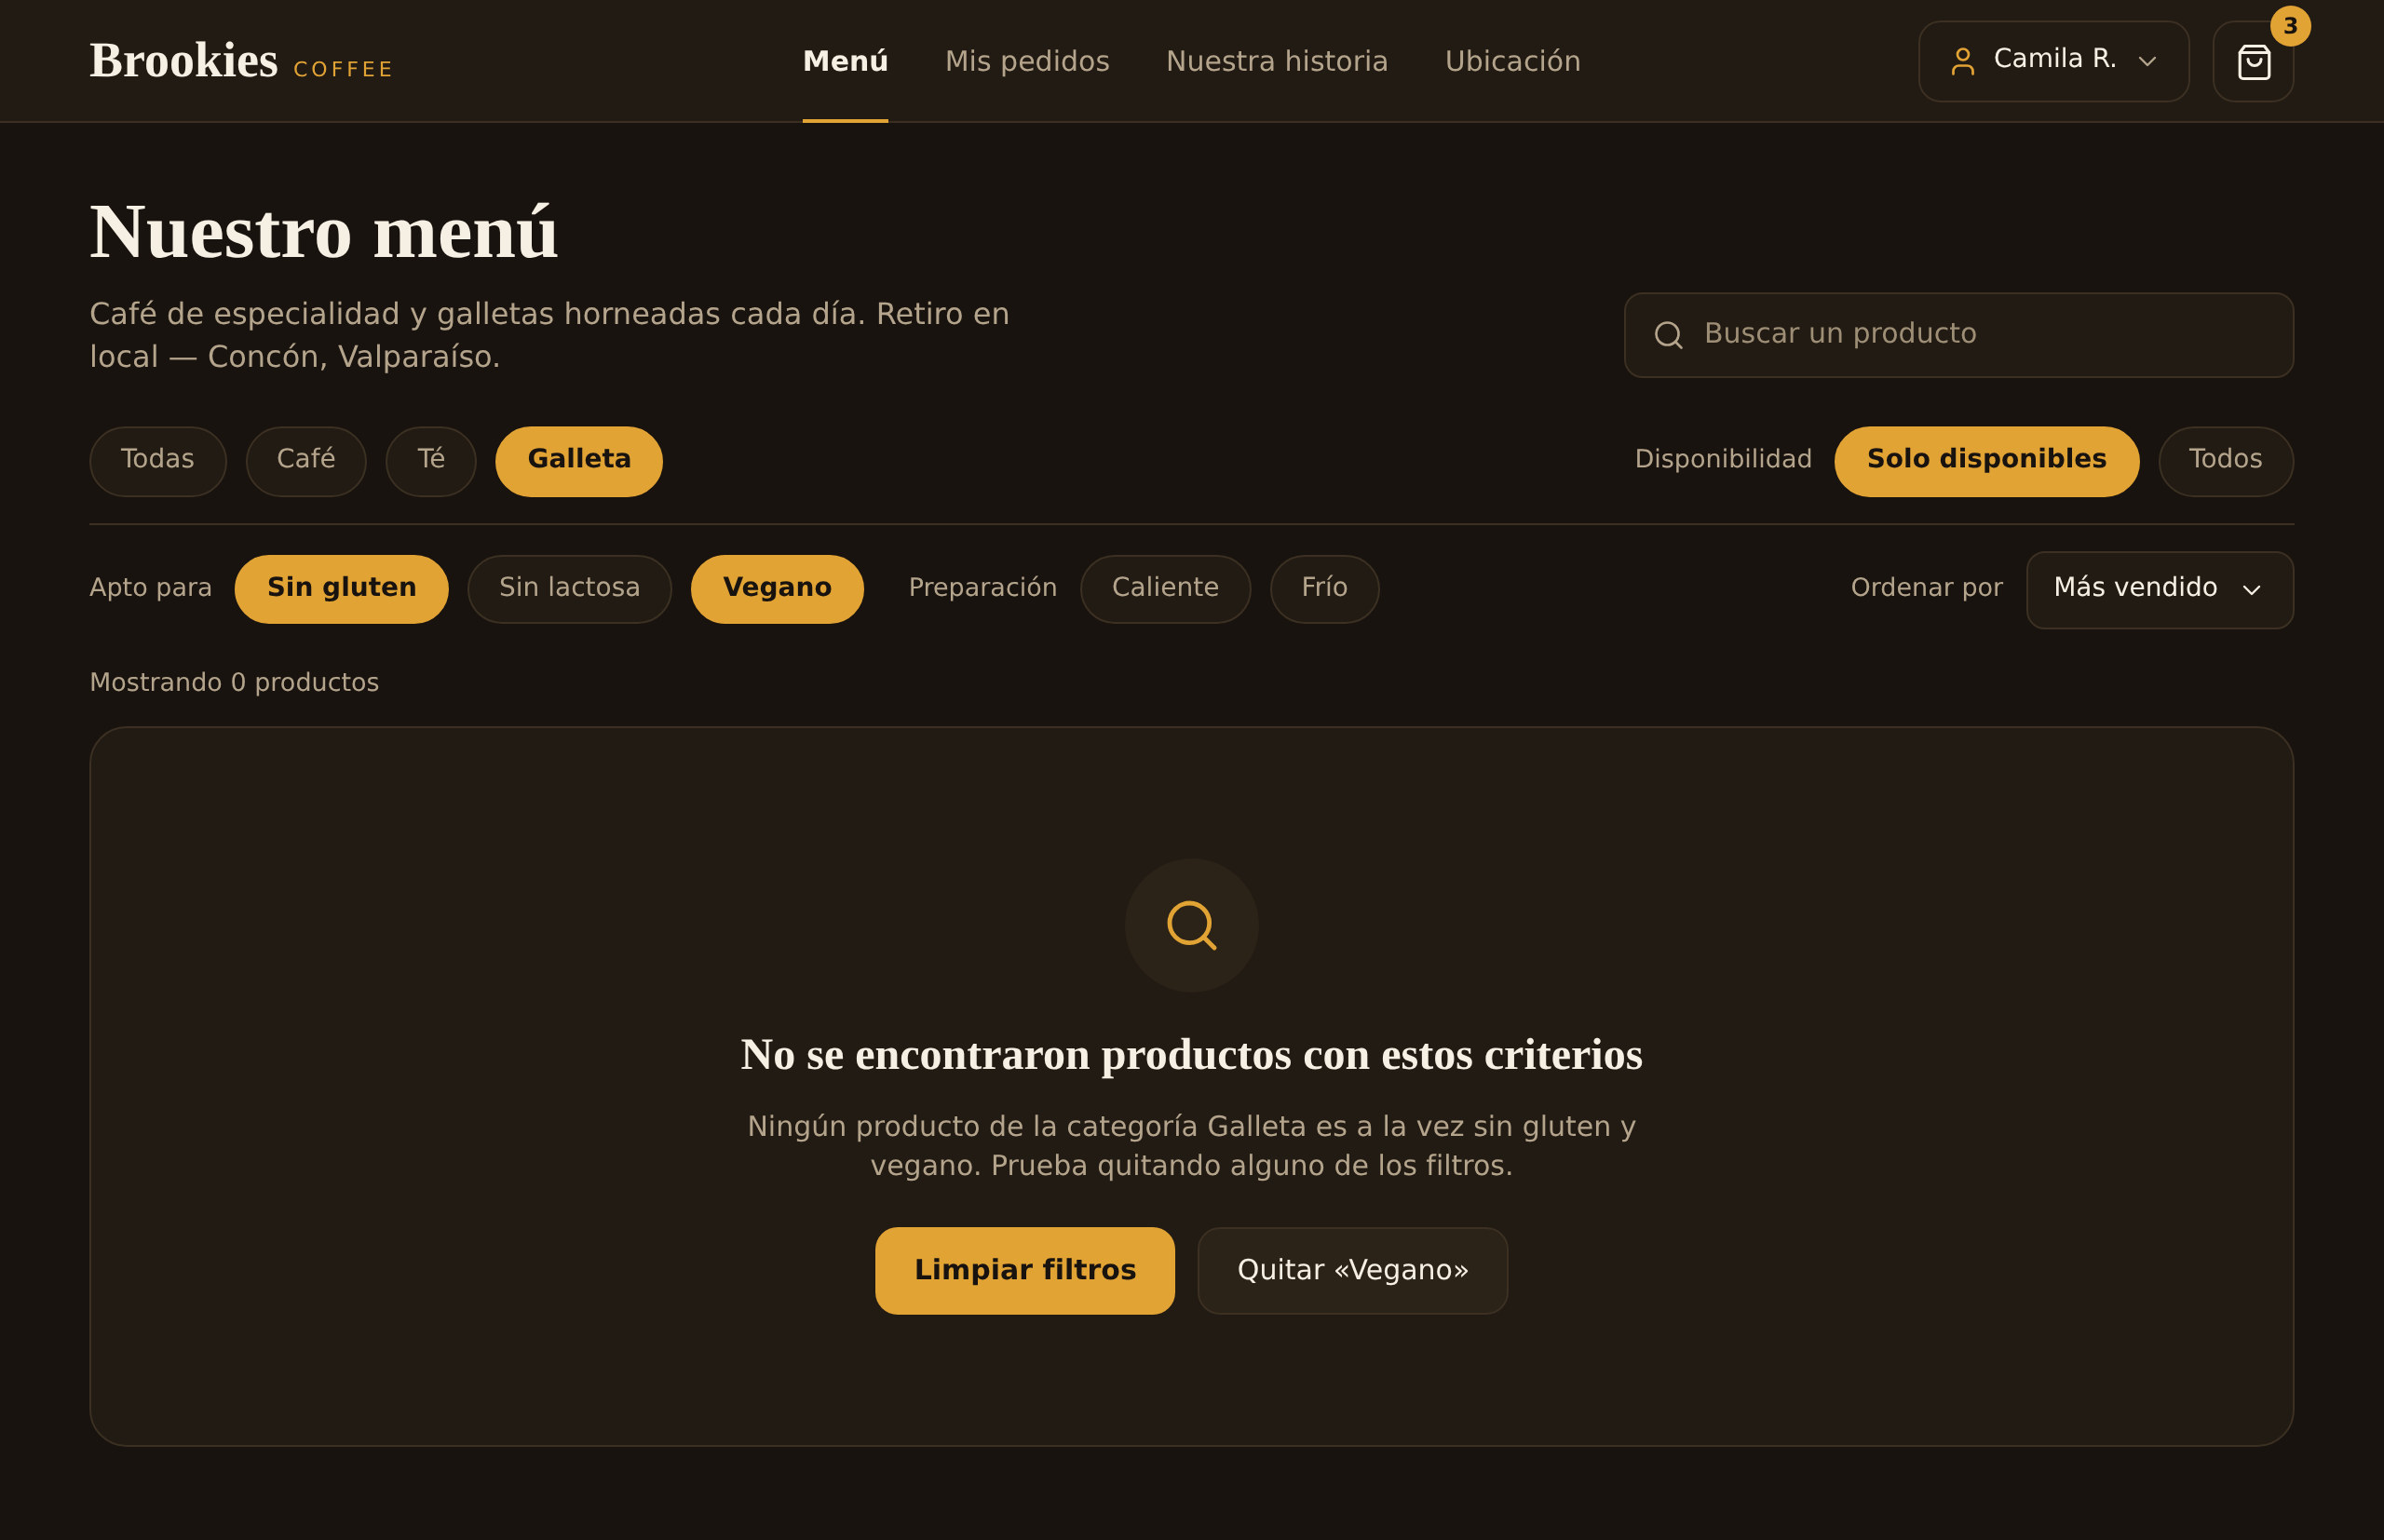 Brookies COFFEE
Menú
Mis pedidos
Nuestra historia
Ubicación
Camila R.
3
Nuestro menú
Café de especialidad y galletas horneadas cada día. Retiro en
local — Concón, Valparaíso.
Buscar un producto
Todas
Café
Té
Galleta
Disponibilidad
Solo disponibles
Todos
Apto para
Sin gluten
Sin lactosa
Vegano
Preparación
Caliente
Frío
Ordenar por
Más vendido
Mostrando 0 productos
No se encontraron productos con estos criterios
Ningún producto de la categoría Galleta es a la vez sin gluten y
vegano. Prueba quitando alguno de los filtros.
Limpiar filtros
Quitar «Vegano»